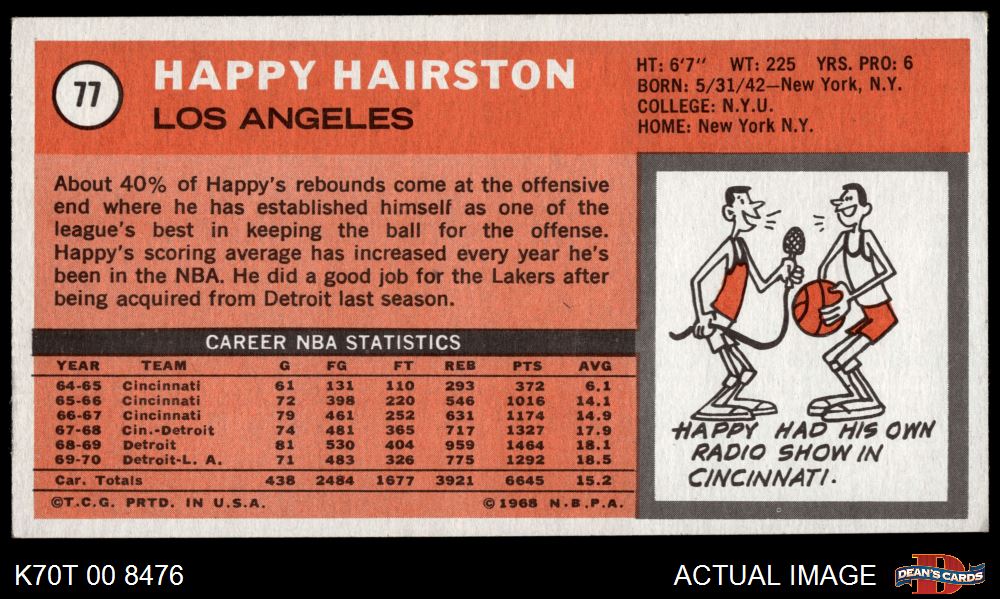 77
HAPPY HAIRSTON
LOS ANGELES
HT: 6'7" WT: 225 YRS. PRO: 6
BORN: 5/31/42—New York, N.Y.
COLLEGE: N.Y.U.
HOME: New York N.Y.
About 40% of Happy's rebounds come at the offensive
end where he has established himself as one of the
league's best in keeping the ball for the offense.
Happy's scoring average has increased every year he's
been in the NBA. He did a good job for the Lakers after
being acquired from Detroit last season.
CAREER NBA STATISTICS
YEAR TEAM G FG FT REB PTS AVG
64-65 Cincinnati 61 131 110 293 372 6.1
65-66 Cincinnati 72 398 220 546 1016 14.1
66-67 Cincinnati 79 461 252 631 1174 14.9
67-68 Cin.-Detroit 74 481 365 717 1327 17.9
68-69 Detroit 81 530 404 959 1464 18.1
69-70 Detroit-L. A. 71 483 326 775 1292 18.5
Car. Totals 438 2484 1677 3921 6645 15.2
©T.C.G. PRTD. IN U.S.A. ©1968 N.B.P.A.
HAPPY HAD HIS OWN
RADIO SHOW IN
CINCINNATI.
K70T 00 8476
ACTUAL IMAGE
D
DEAN'S CARDS